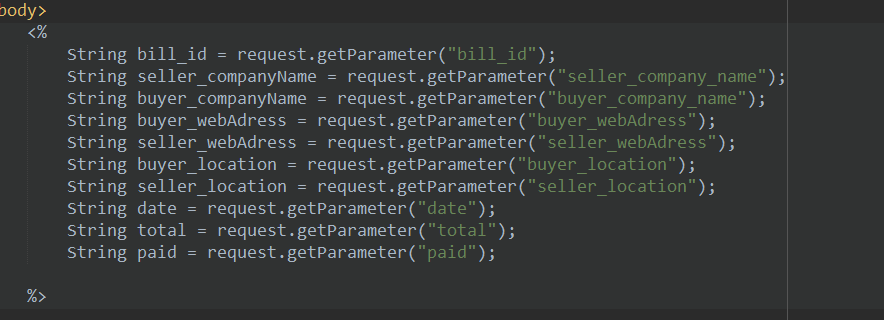 body>
<%
String bill_id = request.getParameter("bill_id");
String seller_companyName = request.getParameter("seller_company_name");
String buyer_companyName = request.getParameter("buyer_company_name");
String buyer_webAdress = request.getParameter("buyer_webAdress");
String seller_webAdress = request.getParameter("seller_webAdress");
String buyer_location = request.getParameter("buyer_location");
String seller_location = request.getParameter("seller_location");
String date = request.getParameter("date");
String total = request.getParameter("total");
String paid = request.getParameter("paid");
%>